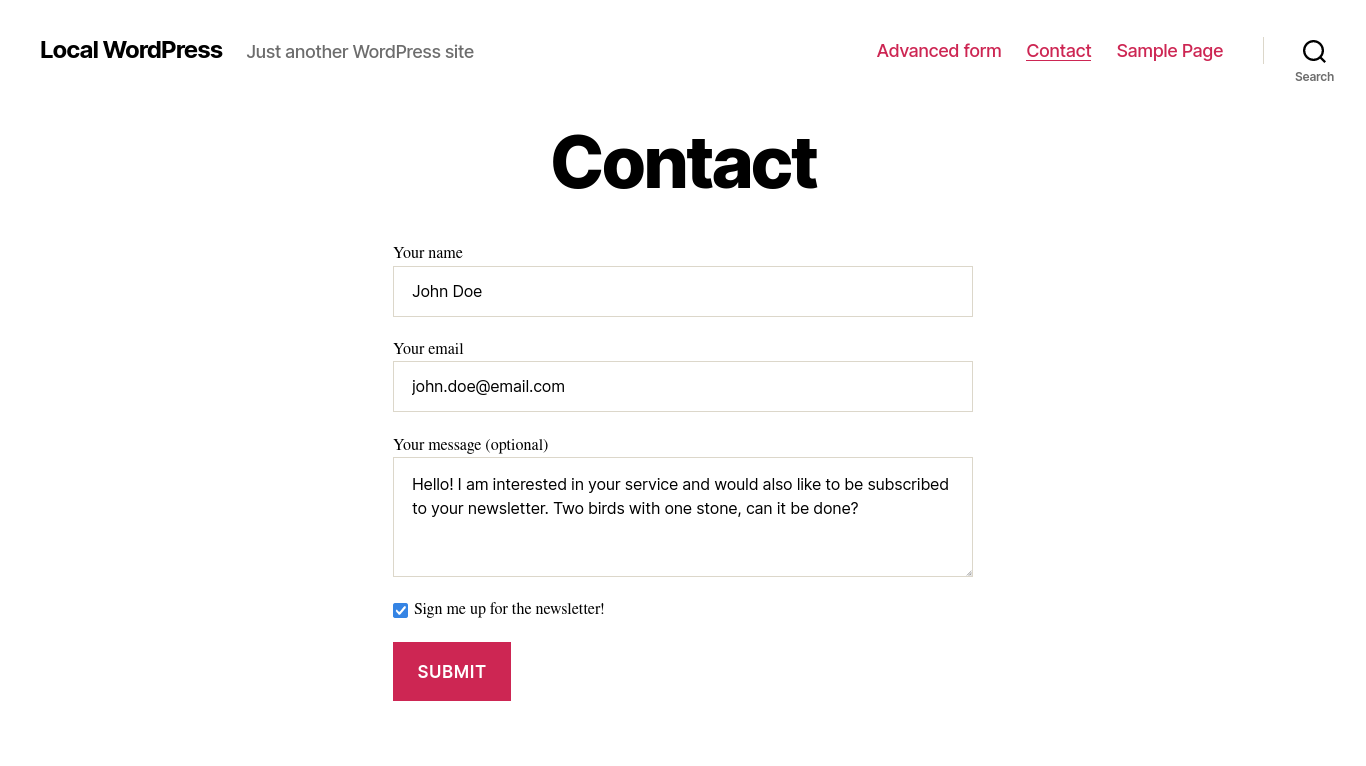 Local WordPress Just another WordPress site Advanced form Contact Sample Page
Search
Contact
Your name
John Doe
Your email
john.doe@email.com
Your message (optional)
Hello! I am interested in your service and would also like to be subscribed
to your newsletter. Two birds with one stone, can it be done?
Sign me up for the newsletter!
SUBMIT